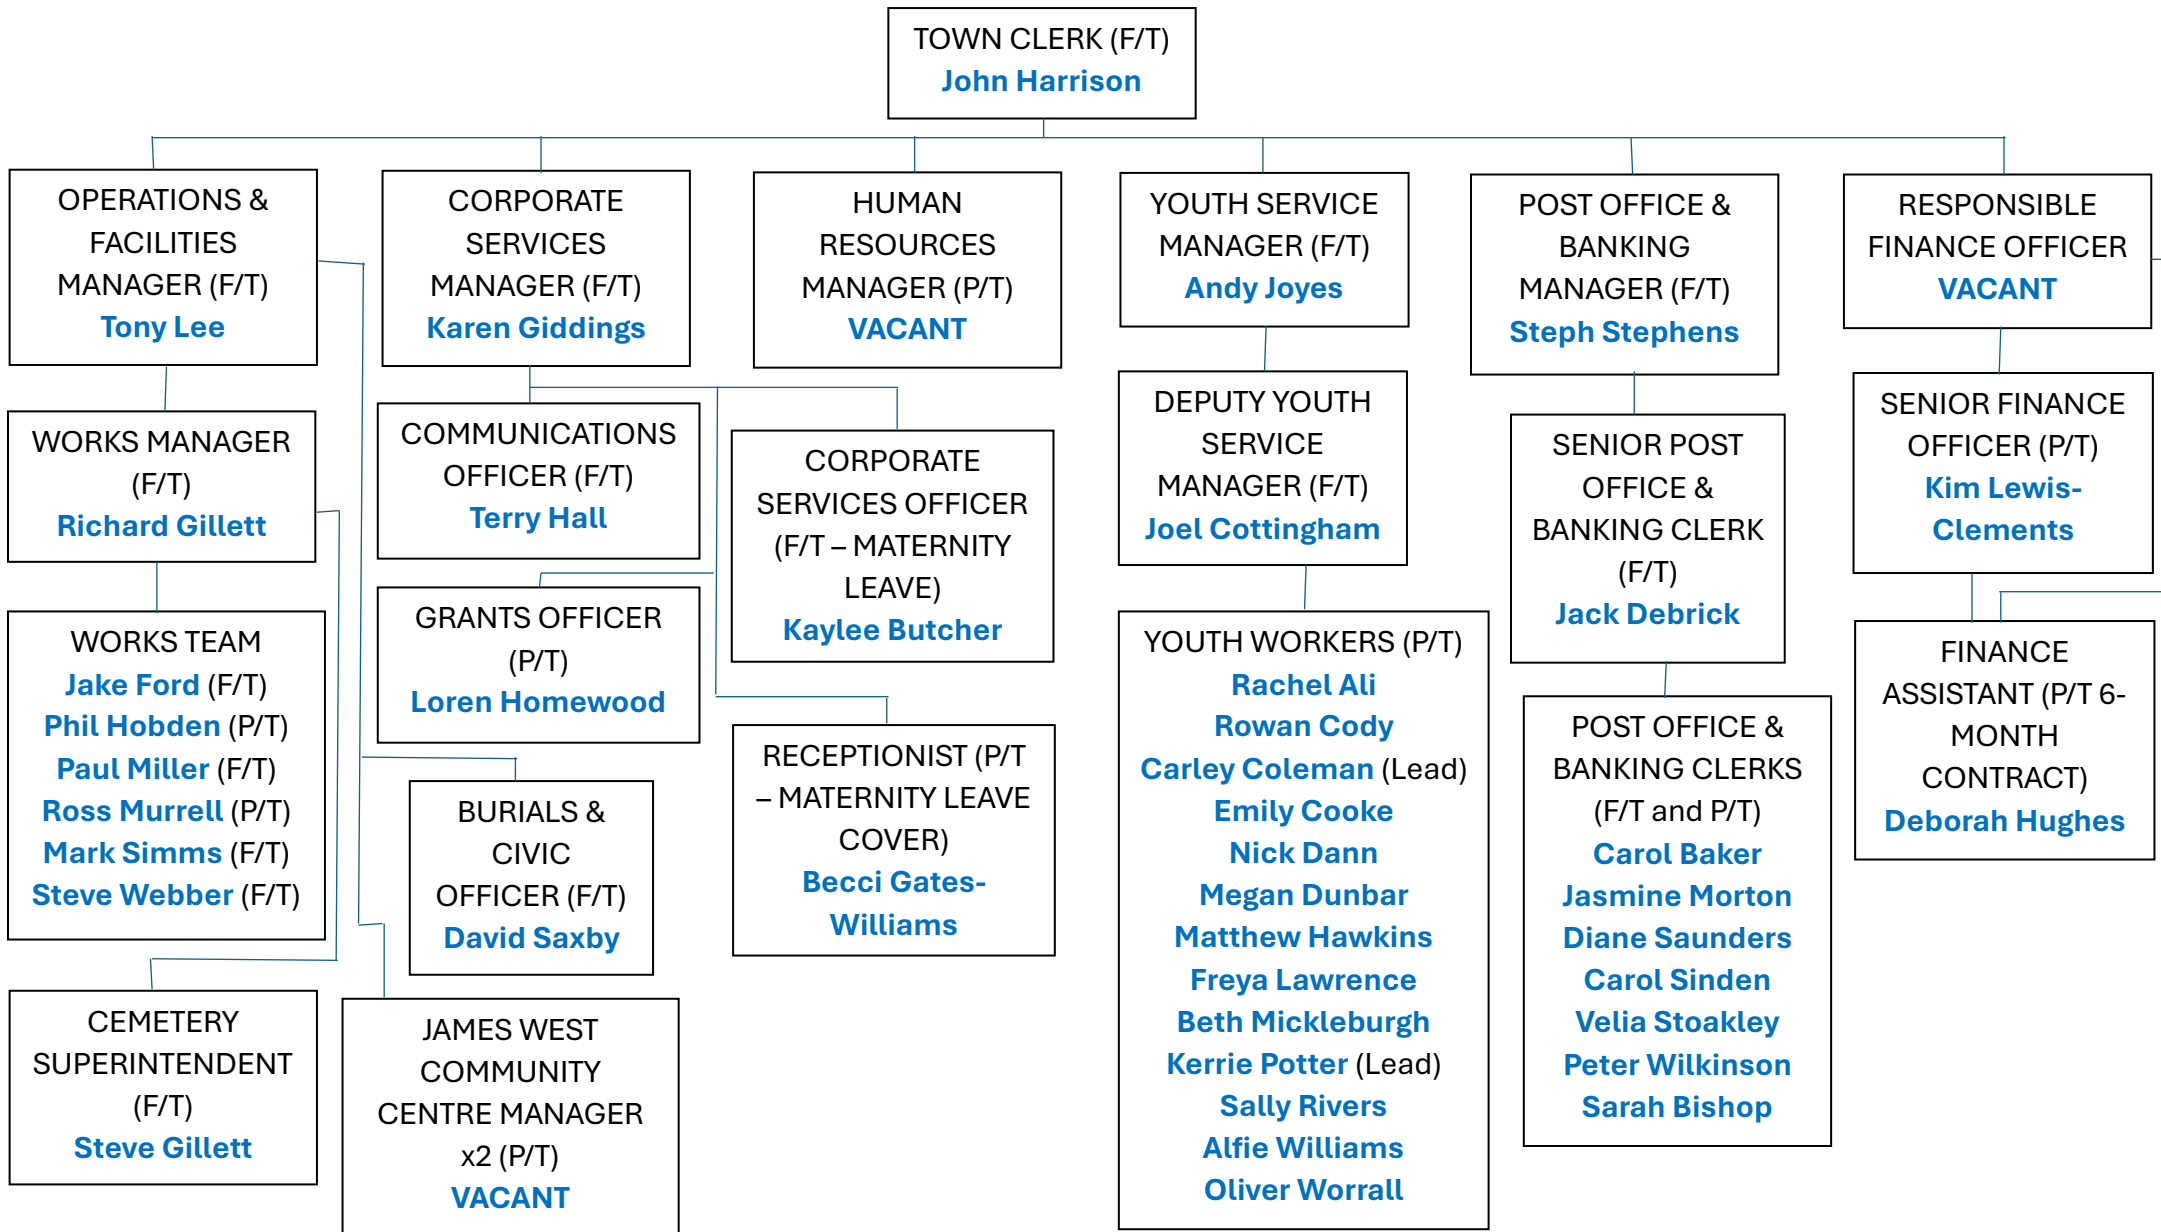 TOWN CLERK (F/T)
John Harrison
OPERATIONS &
FACILITIES
MANAGER (F/T)
Tony Lee
CORPORATE
SERVICES
MANAGER (F/T)
Karen Giddings
HUMAN
RESOURCES
MANAGER (P/T)
VACANT
YOUTH SERVICE
MANAGER (F/T)
Andy Joyes
POST OFFICE &
BANKING
MANAGER (F/T)
Steph Stephens
RESPONSIBLE
FINANCE OFFICER
VACANT
WORKS MANAGER
(F/T)
Richard Gillett
COMMUNICATIONS
OFFICER (F/T)
Terry Hall
CORPORATE
SERVICES OFFICER
(F/T – MATERNITY
LEAVE)
Kaylee Butcher
DEPUTY YOUTH
SERVICE
MANAGER (F/T)
Joel Cottingham
SENIOR POST
OFFICE &
BANKING CLERK
(F/T)
Jack Debrick
SENIOR FINANCE
OFFICER (P/T)
Kim Lewis-
Clements
WORKS TEAM
Jake Ford (F/T)
Phil Hobden (P/T)
Paul Miller (F/T)
Ross Murrell (P/T)
Mark Simms (F/T)
Steve Webber (F/T)
GRANTS OFFICER
(P/T)
Loren Homewood
RECEPTIONIST (P/T
– MATERNITY LEAVE
COVER)
Becci Gates-
Williams
YOUTH WORKERS (P/T)
Rachel Ali
Rowan Cody
Carley Coleman (Lead)
Emily Cooke
Nick Dann
Megan Dunbar
Matthew Hawkins
Freya Lawrence
Beth Mickleburgh
Kerrie Potter (Lead)
Sally Rivers
Alfie Williams
Oliver Worrall
POST OFFICE &
BANKING CLERKS
(F/T and P/T)
Carol Baker
Jasmine Morton
Diane Saunders
Carol Sinden
Velia Stoakley
Peter Wilkinson
Sarah Bishop
FINANCE
ASSISTANT (P/T 6-
MONTH
CONTRACT)
Deborah Hughes
BURIALS &
CIVIC
OFFICER (F/T)
David Saxby
CEMETERY
SUPERINTENDENT
(F/T)
Steve Gillett
JAMES WEST
COMMUNITY
CENTRE MANAGER
x2 (P/T)
VACANT